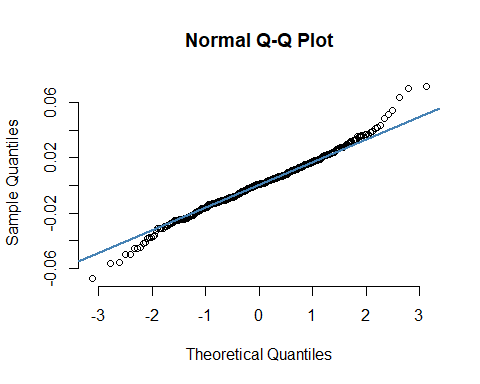 Normal Q-Q Plot
Sample Quantiles
0.06
0.02
-0.02
-0.06
-3 -2 -1 0 1 2 3
Theoretical Quantiles